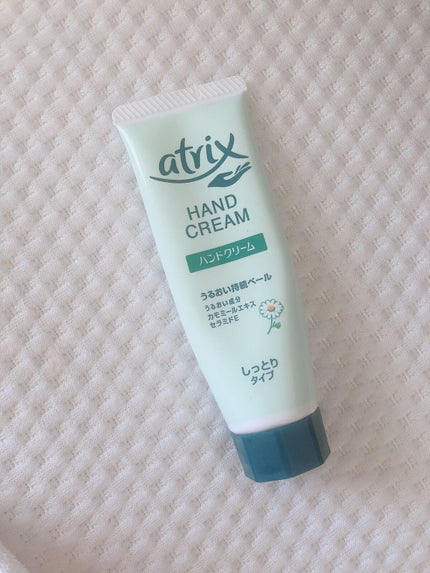 atrix
HAND
CREAM
ハンドクリーム
うるおい持続ベール
うるおい成分
カモミールエキス
セラミドE
しっとり
タイプ